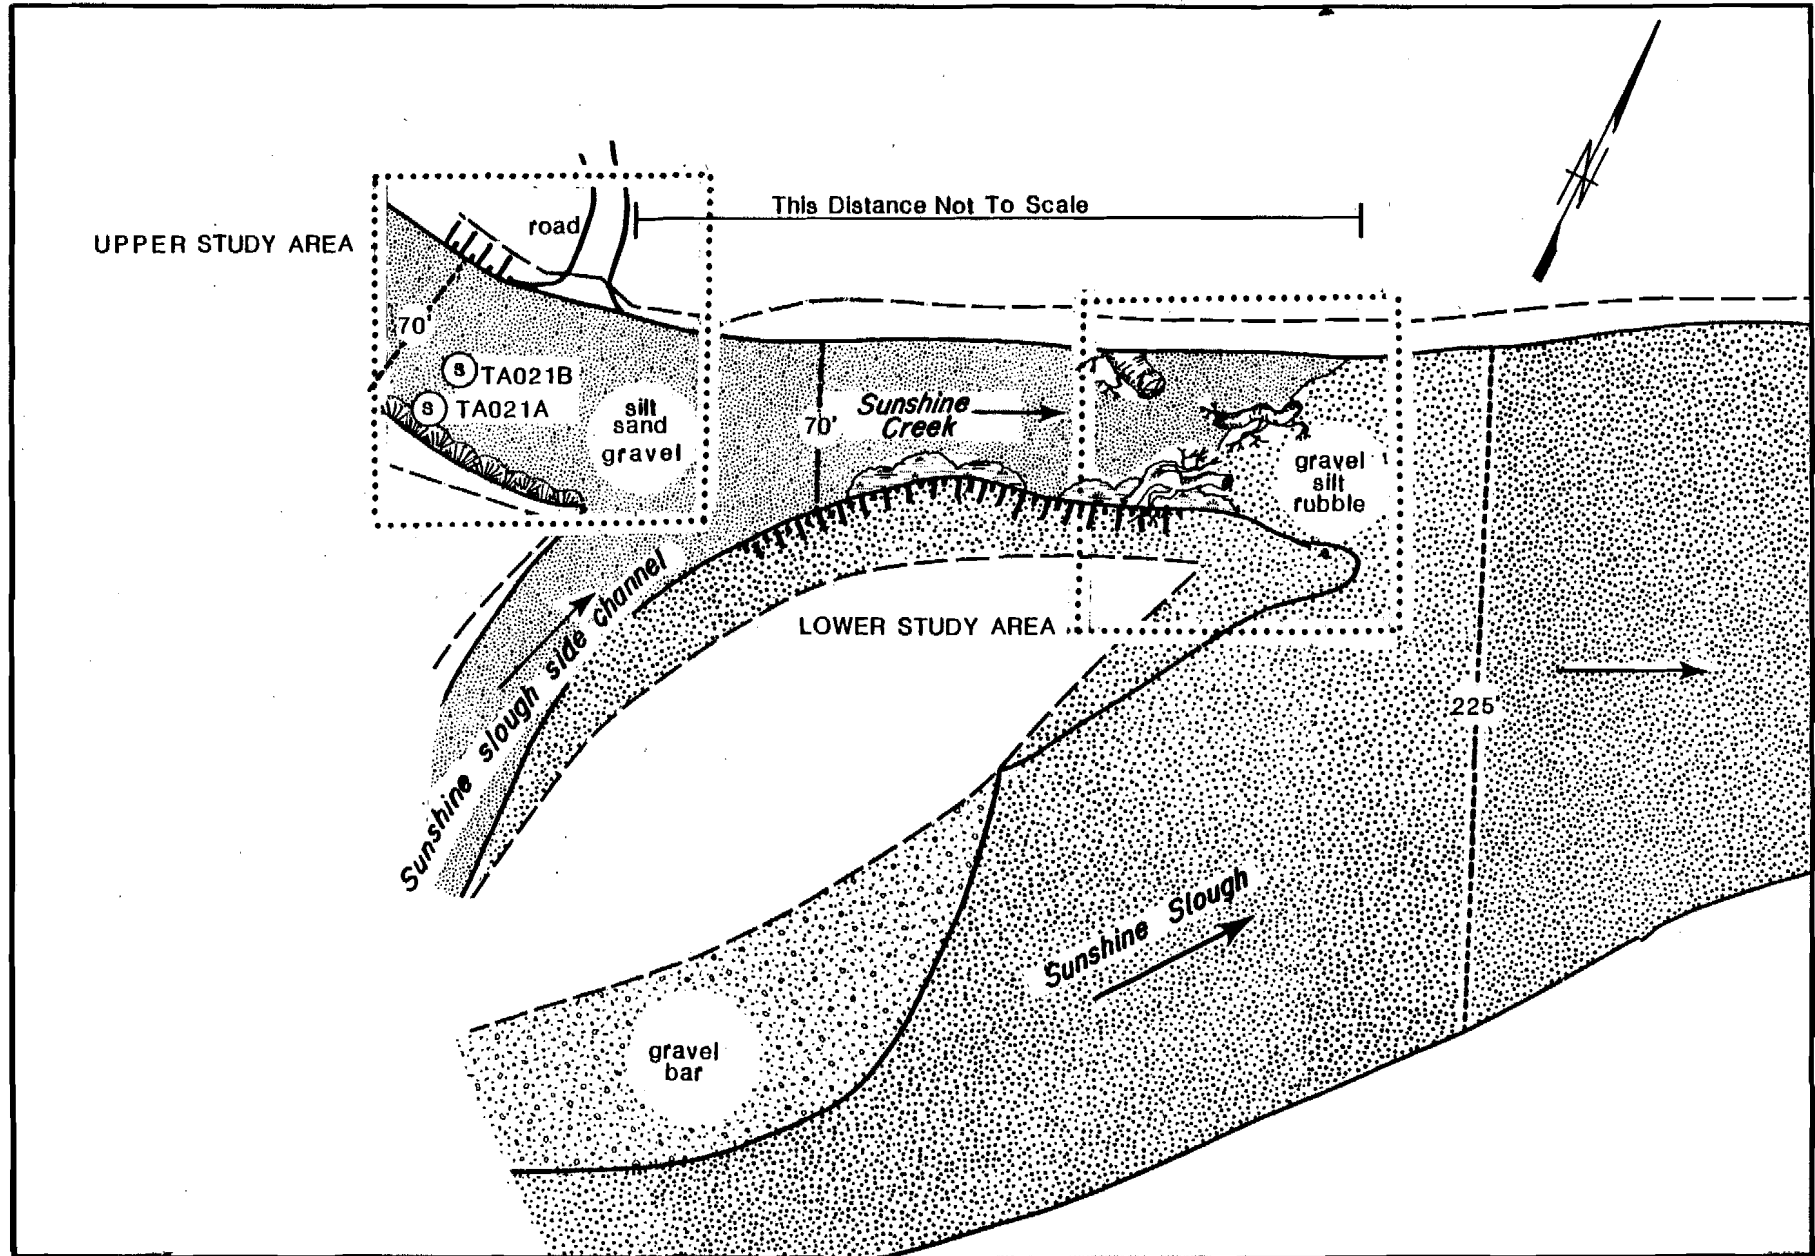 This Distance Not To Scale
road
UPPER STUDY AREA
70'
S TA021B
S TA021A
silt
sand
gravel
70'
Sunshine
Creek
gravel
silt
rubble
LOWER STUDY AREA
Sunshine slough side channel
225'
Sunshine Slough
gravel
bar
N